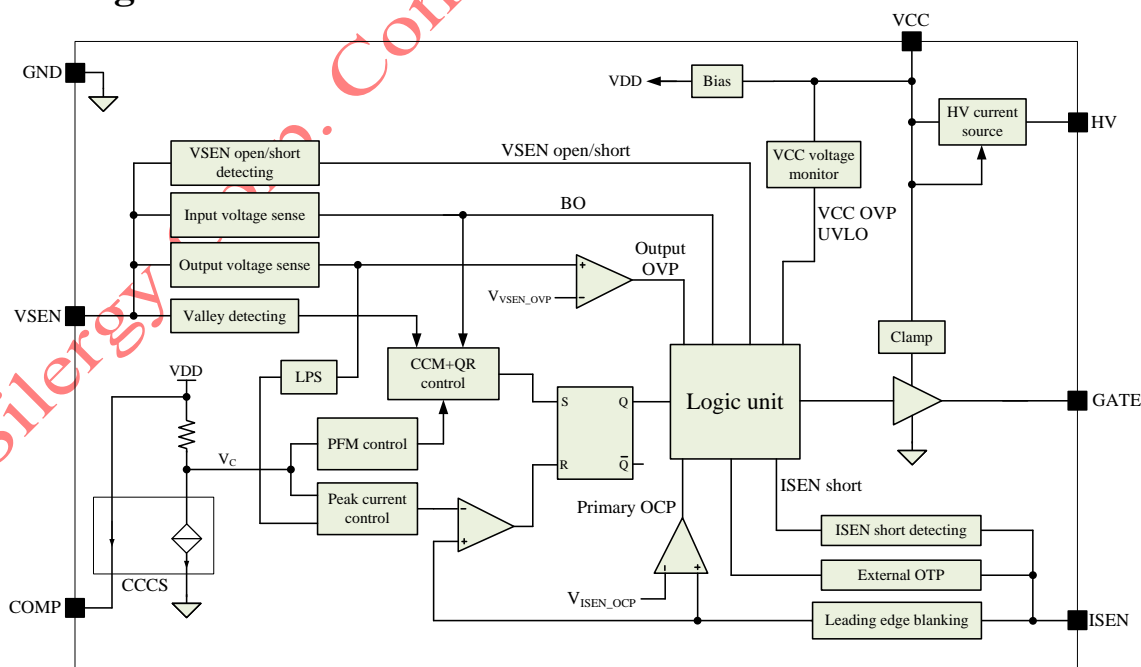 g
Silergy Corp. Con
VCC
GND
VDD
Bias
HV current
source
HV
VSEN open/short
detecting
VSEN open/short
VCC voltage
monitor
Input voltage sense
BO
VCC OVP
UVLO
Output voltage sense
Output
OVP
+
−
VVSEN_OVP
VSEN
Valley detecting
Clamp
CCM+QR
control
LPS
VDD
S
Q
R
Q
Logic unit
GATE
PFM control
VC
Peak current
control
−
+
ISEN short
Primary OCP
ISEN short detecting
CCCS
External OTP
−
+
VISEN_OCP
COMP
Leading edge blanking
ISEN